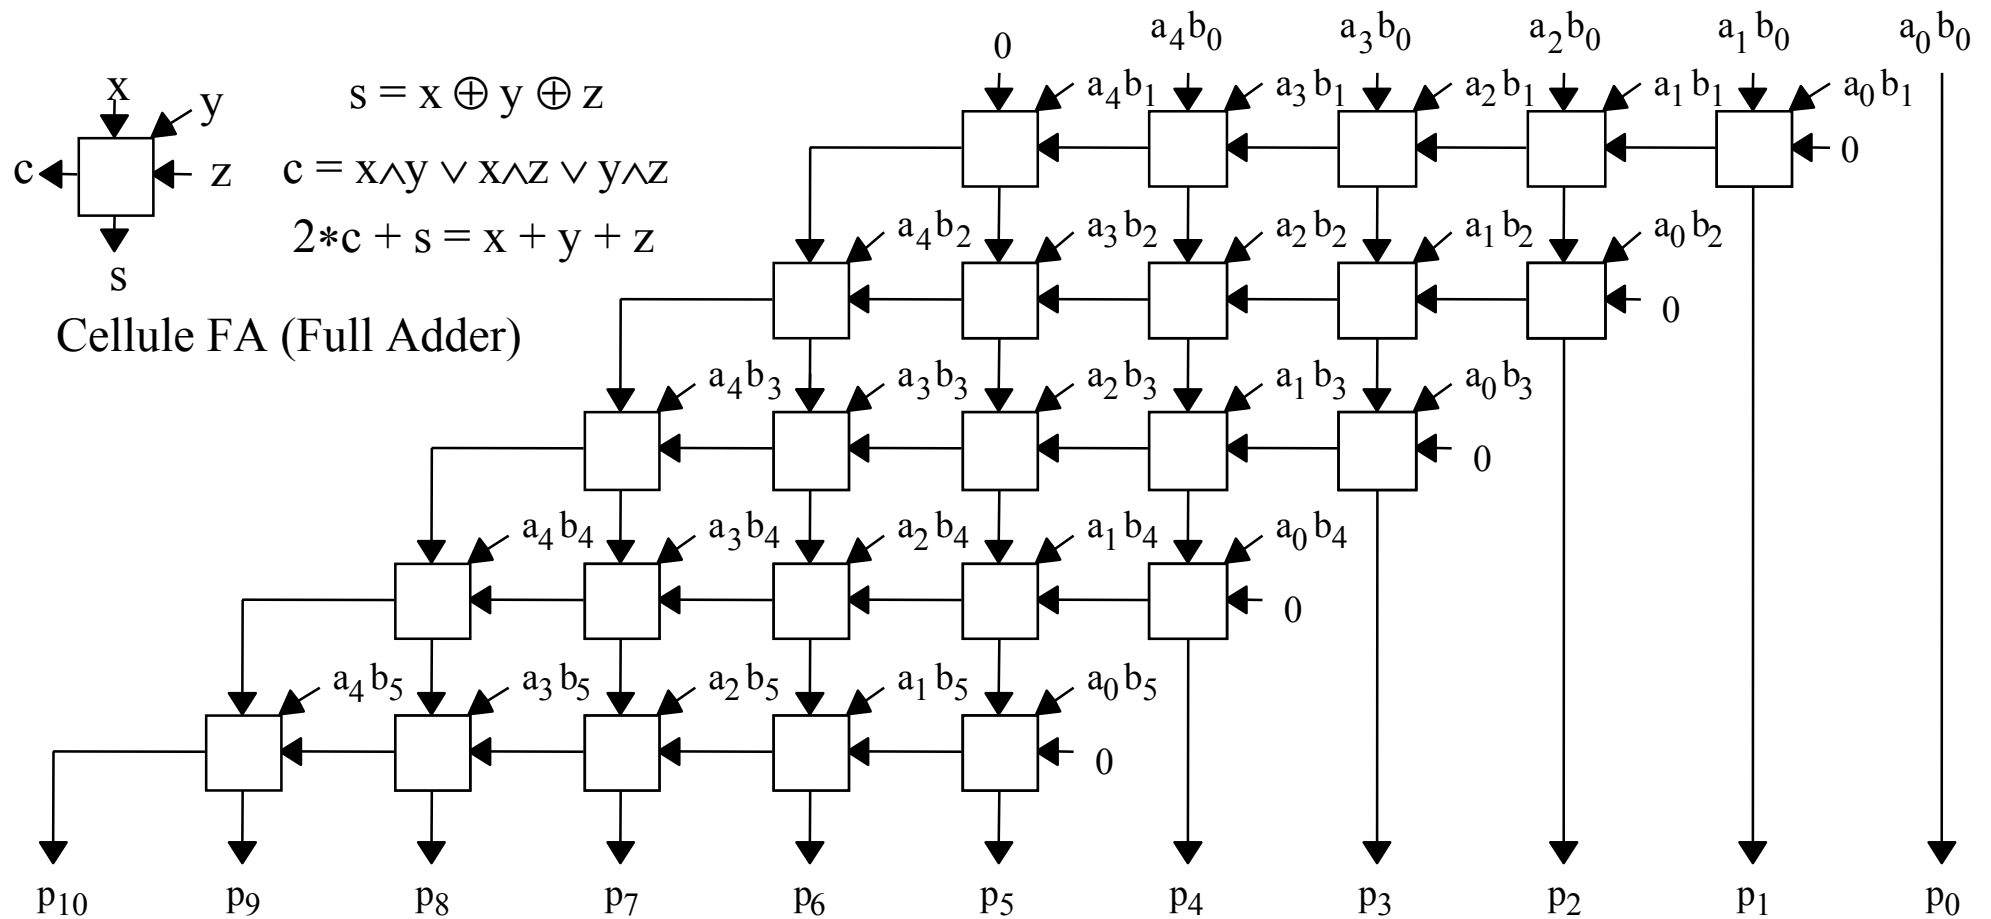 0 a₄b₀ a₃b₀ a₂b₀ a₁b₀ a₀b₀
x y s = x ⊕ y ⊕ z a₄b₁ a₃b₁ a₂b₁ a₁b₁ a₀b₁
c z c = x∧y ∨ x∧z ∨ y∧z 0
2*c + s = x + y + z a₄b₂ a₃b₂ a₂b₂ a₁b₂ a₀b₂
s 0
Cellule FA (Full Adder)
a₄b₃ a₃b₃ a₂b₃ a₁b₃ a₀b₃
0
a₄b₄ a₃b₄ a₂b₄ a₁b₄ a₀b₄
0
a₄b₅ a₃b₅ a₂b₅ a₁b₅ a₀b₅
0
p₁₀ p₉ p₈ p₇ p₆ p₅ p₄ p₃ p₂ p₁ p₀